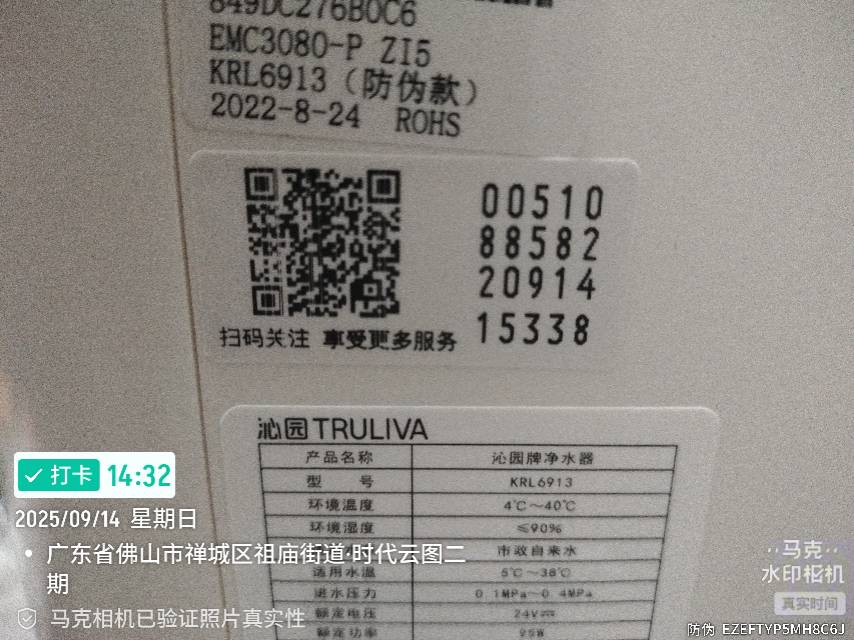 849DC276B0C6
EMC3080-P ZI5
KRL6913（防伪款）
2022-8-24 ROHS
00510
88582
20914
15338
扫码关注 享受更多服务
沁园TRULIVA
产品名称 沁园牌净水器
型 号 KRL6913
环境温度 4℃～40℃
环境湿度 ≤90%
市政自来水
适用水温 5℃～38℃
进水压力 0.1MPa～0.4MPa
额定电压 24V
额定功率 95W
打卡 14:32
2025/09/14 星期日
广东省佛山市禅城区祖庙街道·时代云图二
期
马克相机已验证照片真实性
马克
水印相机
真实时间
防伪 EZEFTYP5MH8C6J